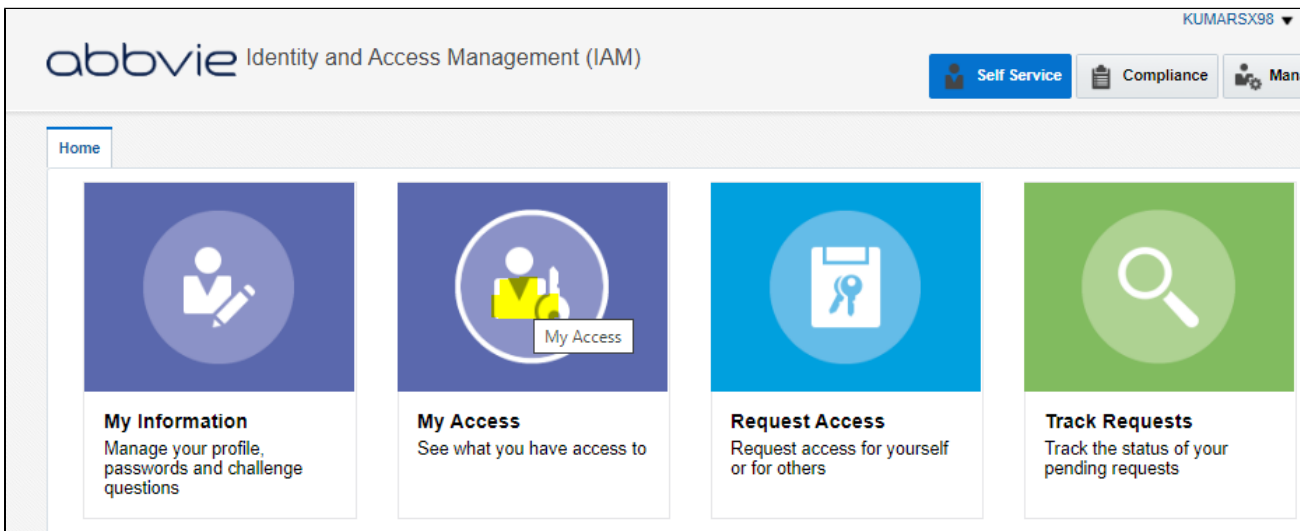 KUMARSX98
abbvie Identity and Access Management (IAM)
Self Service
Compliance
Man
Home
My Access
My Information
Manage your profile,
passwords and challenge
questions
My Access
See what you have access to
Request Access
Request access for yourself
or for others
Track Requests
Track the status of your
pending requests